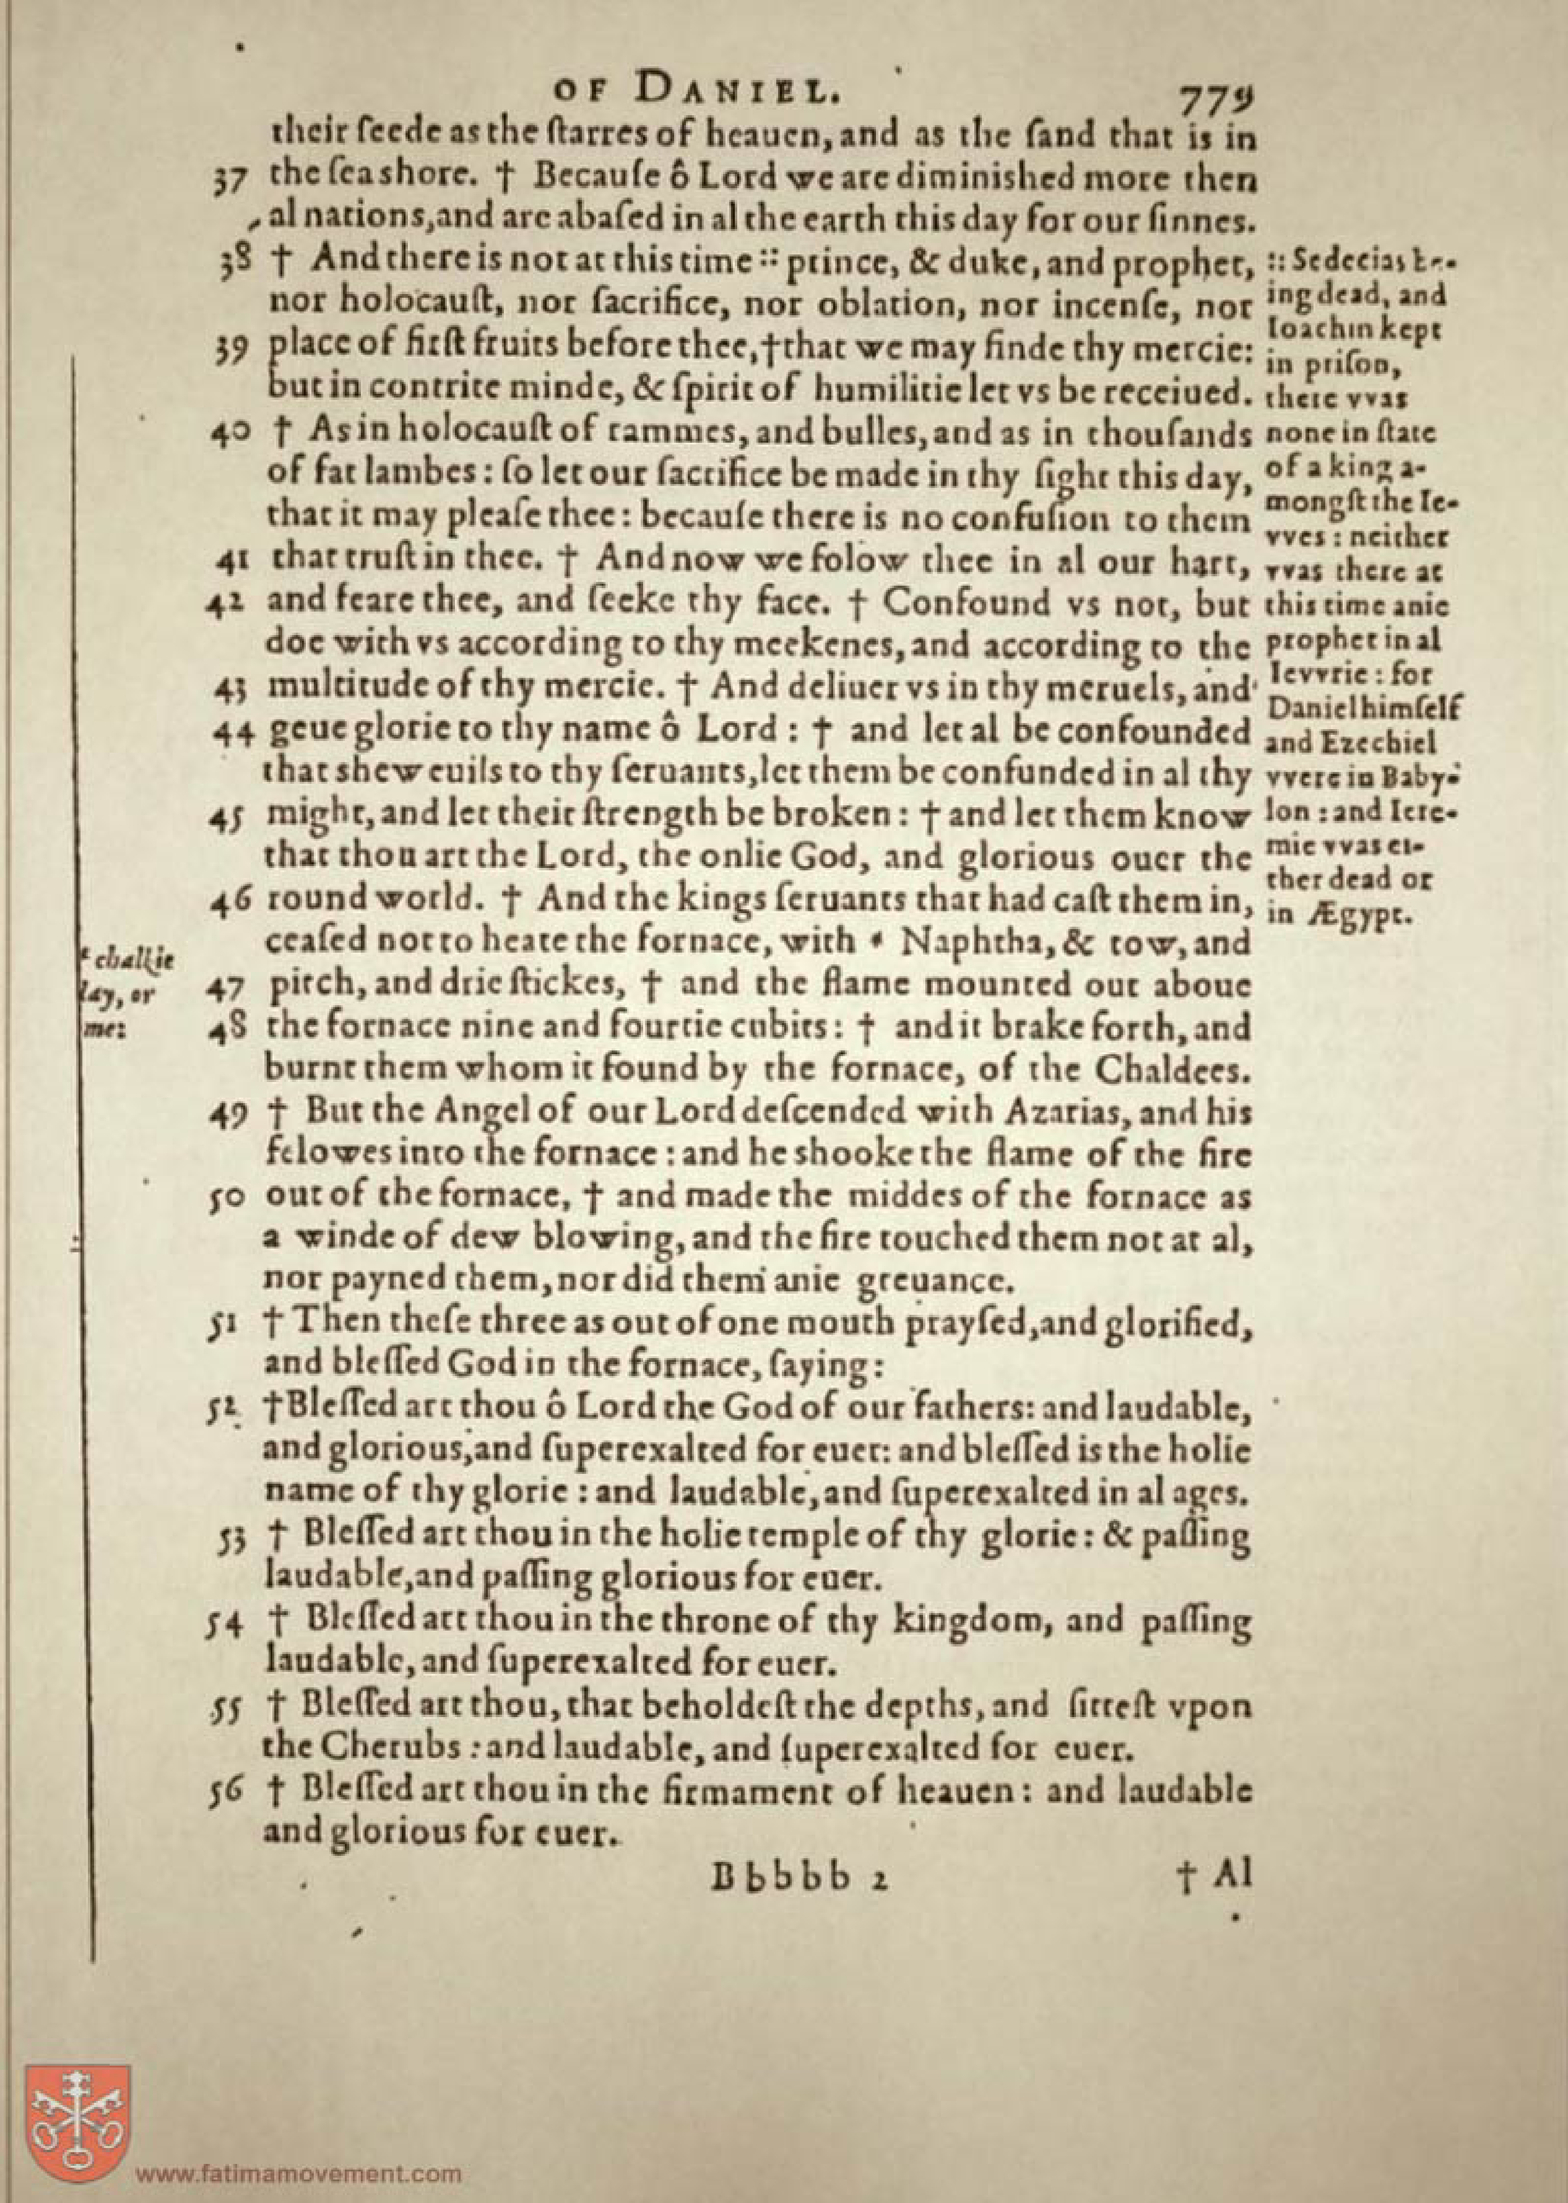 OF DANIEL. 779
their ſeede as the ſtarres of heauen, and as the ſand that is in
37 the ſea shore. † Becauſe ô Lord we are diminished more then
al nations, and are abaſed in al the earth this day for our ſinnes.
38 † And there is not at this time :: prince, & duke, and prophet,
nor holocauſt, nor ſacrifice, nor oblation, nor incenſe, nor
39 place of firſt fruits before thee, † that we may finde thy mercie:
but in contrite minde, & ſpirit of humilitie let vs be receiued.
40 † As in holocauſt of rammes, and bulles, and as in thouſands
of fat lambes: ſo let our ſacrifice be made in thy ſight this day,
that it may pleaſe thee: becauſe there is no confuſion to them
41 that truſt in thee. † And now we folow thee in al our hart,
42 and feare thee, and ſeeke thy face. † Confound vs not, but
doe with vs according to thy meekenes, and according to the
43 multitude of thy mercie. † And deliuer vs in thy meruels, and
44 geue glorie to thy name ô Lord: † and let al be confounded
that shew euils to thy ſeruants, let them be confunded in al thy
45 might, and let their ſtrength be broken: † and let them know
that thou art the Lord, the onlie God, and glorious ouer the
46 round world. † And the kings ſeruants that had caſt them in,
ceaſed not to heate the fornace, with * Naphtha, & tow, and
47 pitch, and drie ſtickes, † and the flame mounted out aboue
48 the fornace nine and fourtie cubits: † and it brake forth, and
burnt them whom it found by the fornace, of the Chaldees.
49 † But the Angel of our Lord deſcended with Azarias, and his
felowes into the fornace: and he shooke the flame of the fire
50 out of the fornace, † and made the middes of the fornace as
a winde of dew blowing, and the fire touched them not at al,
nor payned them, nor did them anie greuance.
51 † Then theſe three as out of one mouth prayſed, and glorified,
and bleſſed God in the fornace, ſaying:
52 † Bleſſed art thou ô Lord the God of our fathers: and laudable,
and glorious, and ſuperexalted for euer: and bleſſed is the holie
name of thy glorie: and laudable, and ſuperexalted in al ages.
53 † Bleſſed art thou in the holie temple of thy glorie: & paſſing
laudable, and paſſing glorious for euer.
54 † Bleſſed art thou in the throne of thy kingdom, and paſſing
laudable, and ſuperexalted for euer.
55 † Bleſſed art thou, that beholdeſt the depths, and ſitteſt vpon
the Cherubs: and laudable, and ſuperexalted for euer.
56 † Bleſſed art thou in the firmament of heauen: and laudable
and glorious for euer.
Bbbbb 2 † Al
:: Sedecias be-
ing dead, and
Ioachin kept
in priſon,
there vvas
none in ſtate
of a king a-
mongſt the Ie-
vves: neither
vvas there at
this time anie
prophet in al
Ievvrie: for
Daniel himſelf
and Ezechiel
vvere in Baby-
lon: and Iere-
mie vvas ei-
ther dead or
in Ægypt.
* chalkie
lay, or
me:
www.fatimamovement.com